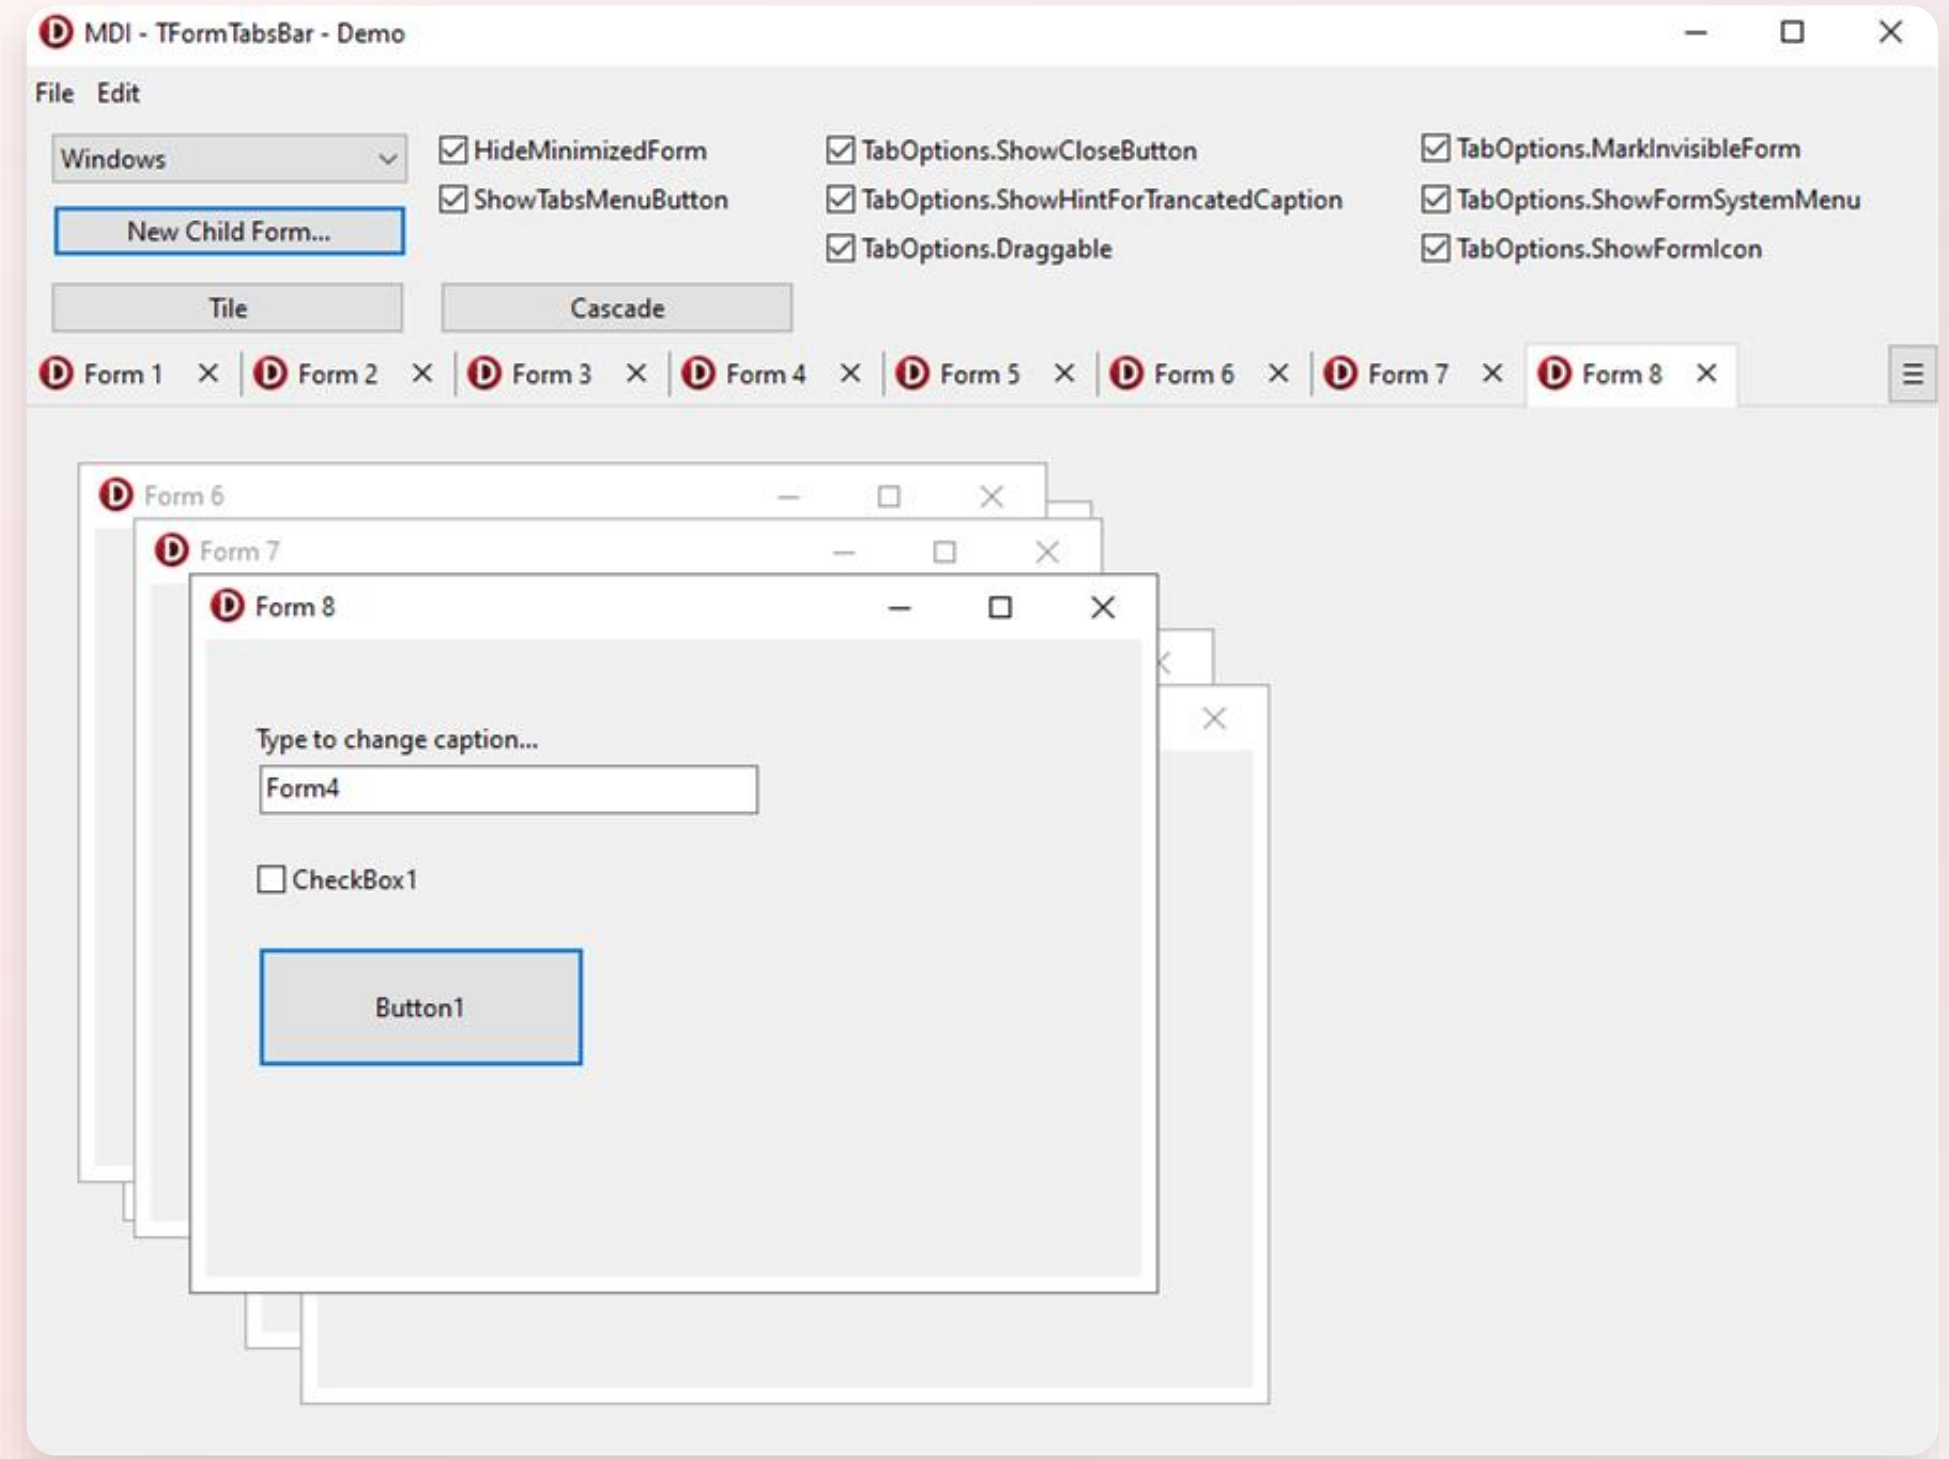 MDI - TFormTabsBar - Demo
File Edit
Windows
HideMinimizedForm
TabOptions.ShowCloseButton
TabOptions.MarkInvisibleForm
ShowTabsMenuButton
TabOptions.ShowHintForTrancatedCaption
TabOptions.ShowFormSystemMenu
New Child Form...
TabOptions.Draggable
TabOptions.ShowFormIcon
Tile
Cascade
Form 1
Form 2
Form 3
Form 4
Form 5
Form 6
Form 7
Form 8
Form 6
Form 7
Form 8
Type to change caption...
Form4
CheckBox1
Button1